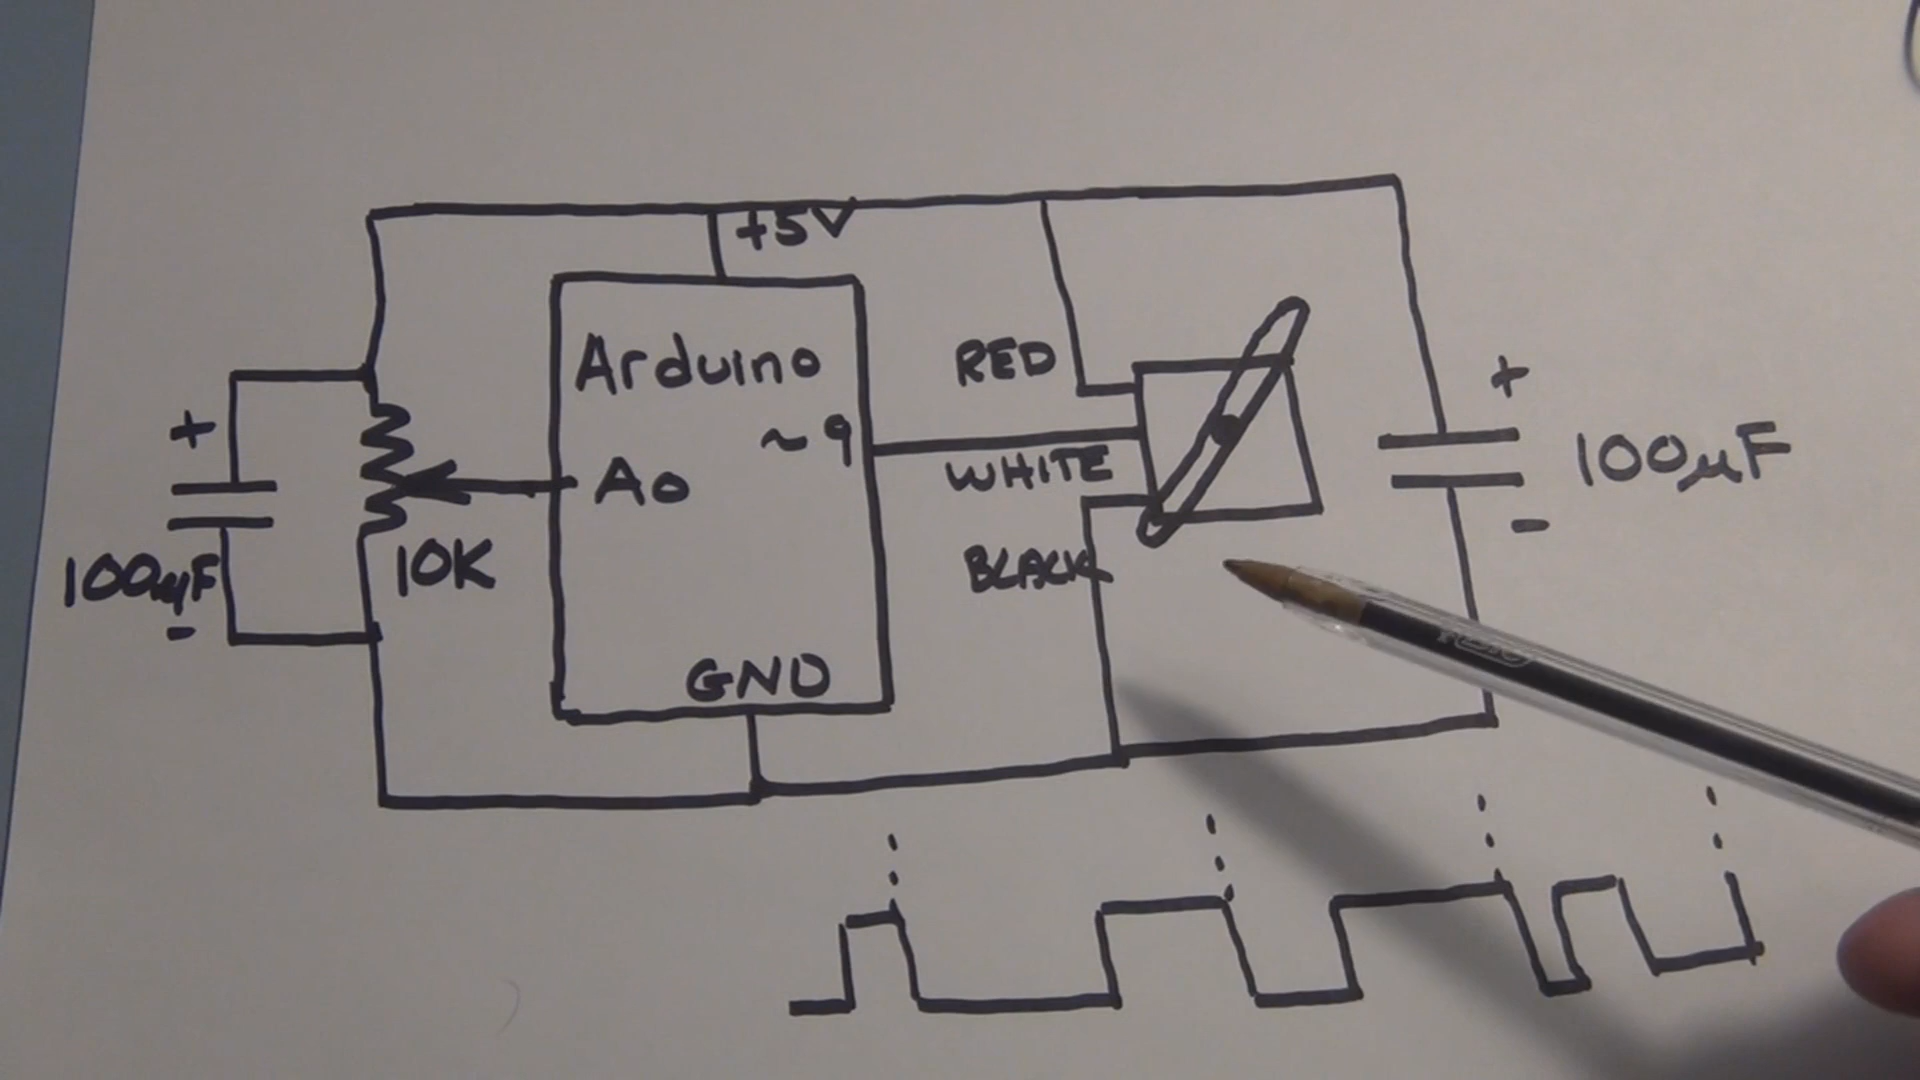 +5V
Arduino
RED
+
+
~9
WHITE
A0
100µF
100µF
-
10K
BLACK
-
GND